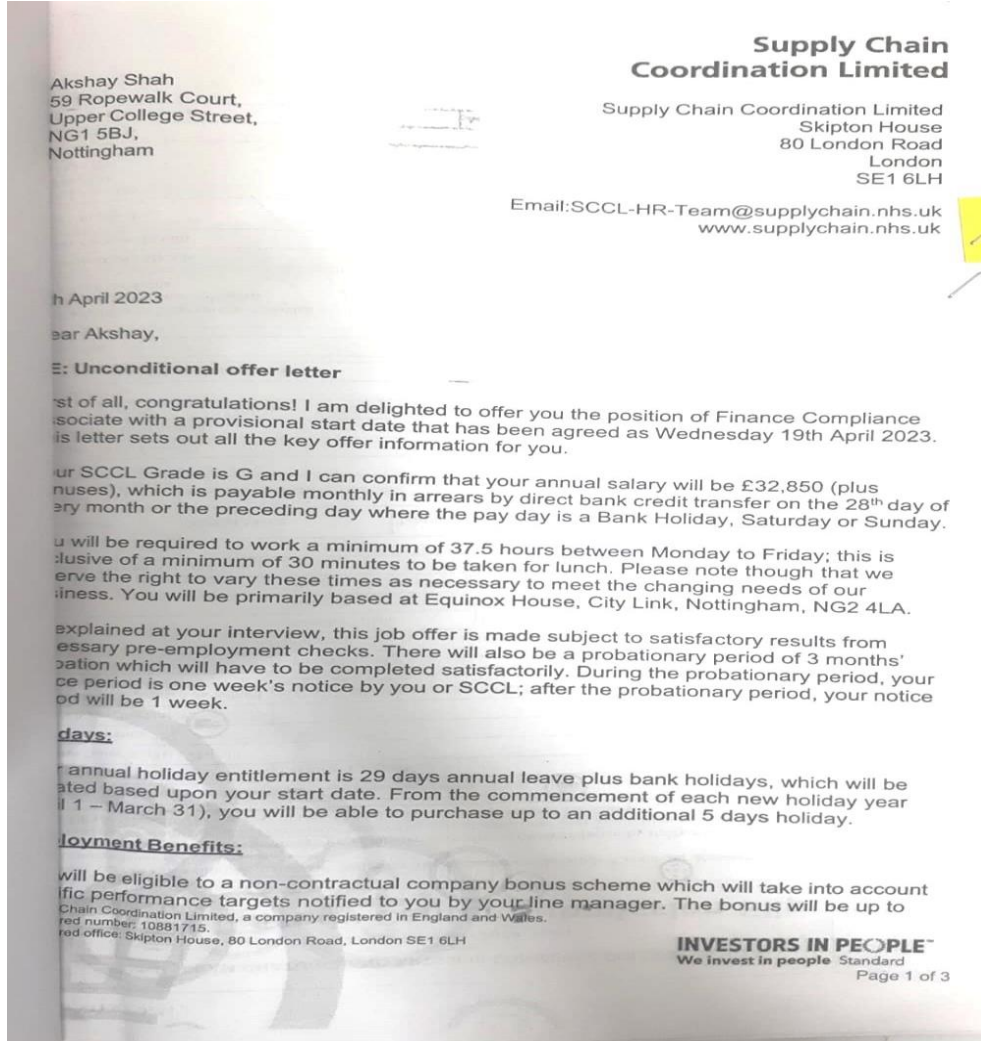 Supply Chain
Coordination Limited
Akshay Shah
59 Ropewalk Court,
Upper College Street,
NG1 5BJ,
Nottingham
Supply Chain Coordination Limited
Skipton House
80 London Road
London
SE1 6LH
Email:SCCL-HR-Team@supplychain.nhs.uk
www.supplychain.nhs.uk
h April 2023
ear Akshay,
E: Unconditional offer letter
st of all, congratulations! I am delighted to offer you the position of Finance Compliance
sociate with a provisional start date that has been agreed as Wednesday 19th April 2023.
is letter sets out all the key offer information for you.
ur SCCL Grade is G and I can confirm that your annual salary will be £32,850 (plus
nuses), which is payable monthly in arrears by direct bank credit transfer on the 28th day of
ery month or the preceding day where the pay day is a Bank Holiday, Saturday or Sunday.
u will be required to work a minimum of 37.5 hours between Monday to Friday; this is
clusive of a minimum of 30 minutes to be taken for lunch. Please note though that we
erve the right to vary these times as necessary to meet the changing needs of our
siness. You will be primarily based at Equinox House, City Link, Nottingham, NG2 4LA.
explained at your interview, this job offer is made subject to satisfactory results from
essary pre-employment checks. There will also be a probationary period of 3 months'
bation which will have to be completed satisfactorily. During the probationary period, your
ce period is one week's notice by you or SCCL; after the probationary period, your notice
od will be 1 week.
days:
r annual holiday entitlement is 29 days annual leave plus bank holidays, which will be
ated based upon your start date. From the commencement of each new holiday year
il 1 – March 31), you will be able to purchase up to an additional 5 days holiday.
loyment Benefits:
will be eligible to a non-contractual company bonus scheme which will take into account
ific performance targets notified to you by your line manager. The bonus will be up to
Chain Coordination Limited, a company registered in England and Wales.
red number: 10881715.
red office: Skipton House, 80 London Road, London SE1 6LH
INVESTORS IN PEOPLE™
We invest in people Standard
Page 1 of 3